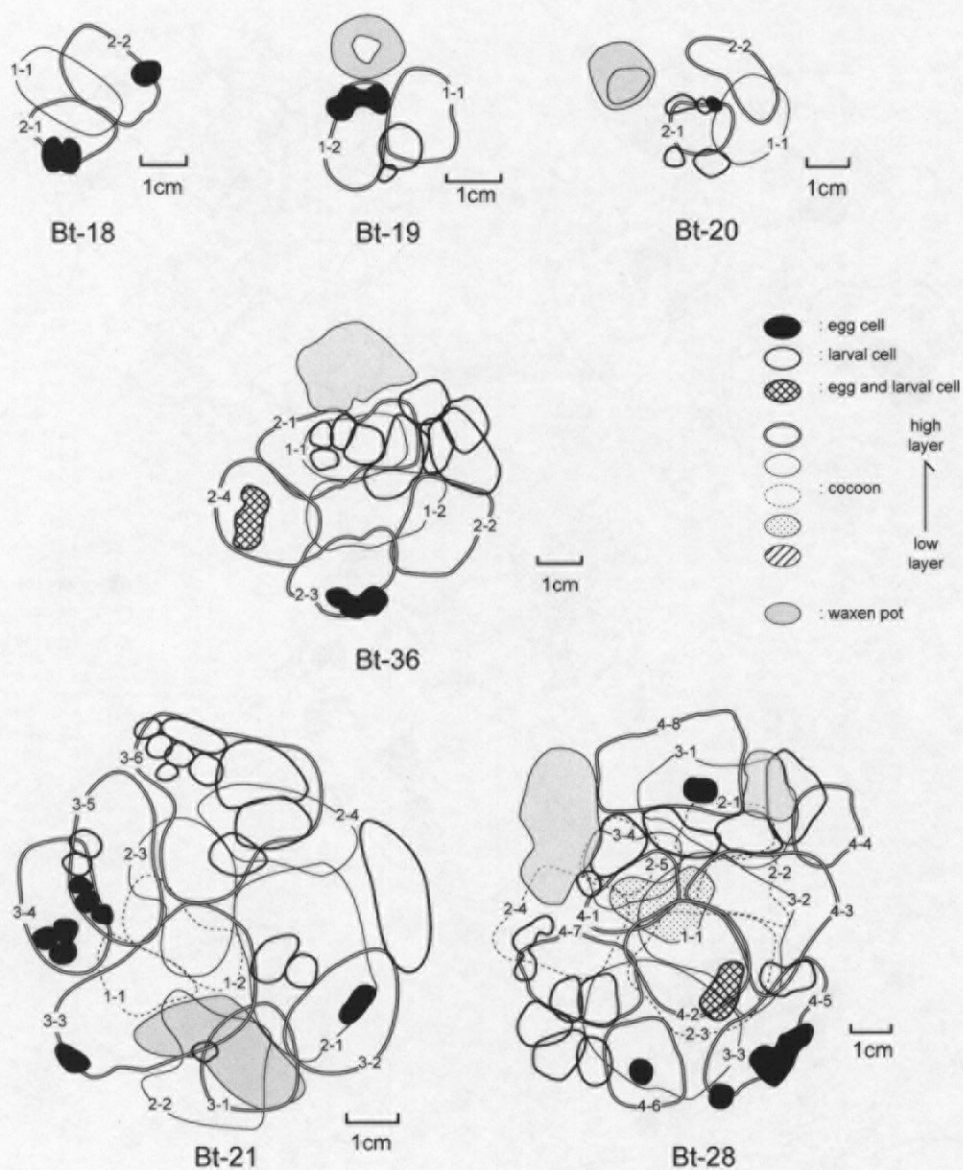 2-2
1-1
2-1
1cm
Bt-18
1-1
1-2
1cm
Bt-19
2-2
2-1
1-1
1cm
Bt-20
: egg cell
: larval cell
: egg and larval cell
high
layer
: cocoon
low
layer
: waxen pot
2-1
1-1
2-4
1-2
2-2
2-3
1cm
Bt-36
3-6
3-5
2-4
2-3
3-4
1-1
1-2
3-3
2-1
3-2
2-2
3-1
1cm
Bt-21
4-8
3-1
2-1
3-4
4-4
2-5
2-2
2-4
3-2
4-1
4-3
4-7
1-1
4-2
4-5
2-3
3-3
4-6
1cm
Bt-28